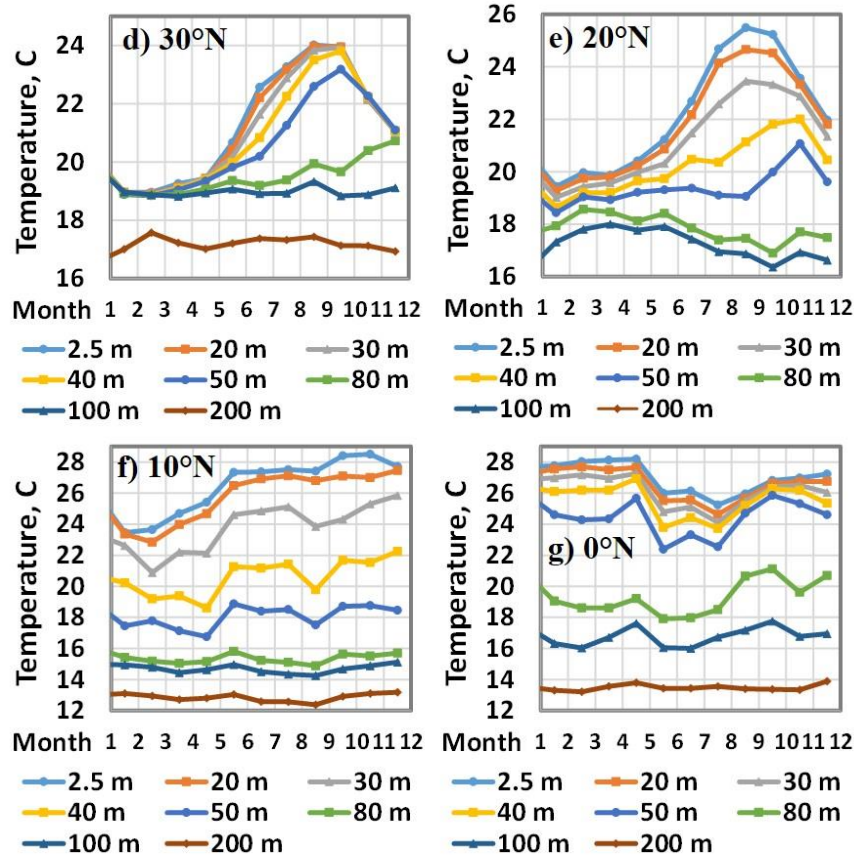 d) 30°N
Temperature, C
24
22
20
18
16
Month 1 2 3 4 5 6 7 8 9 10 11 12
2.5 m 20 m 30 m
40 m 50 m 80 m
100 m 200 m
e) 20°N
Temperature, C
26
24
22
20
18
16
Month 1 2 3 4 5 6 7 8 9 10 11 12
2.5 m 20 m 30 m
40 m 50 m 80 m
100 m 200 m
f) 10°N
Temperature, C
28
26
24
22
20
18
16
14
12
Month 1 2 3 4 5 6 7 8 9 10 11 12
2.5 m 20 m 30 m
40 m 50 m 80 m
100 m 200 m
g) 0°N
Temperature, C
28
26
24
22
20
18
16
14
12
Month 1 2 3 4 5 6 7 8 9 10 11 12
2.5 m 20 m 30 m
40 m 50 m 80 m
100 m 200 m